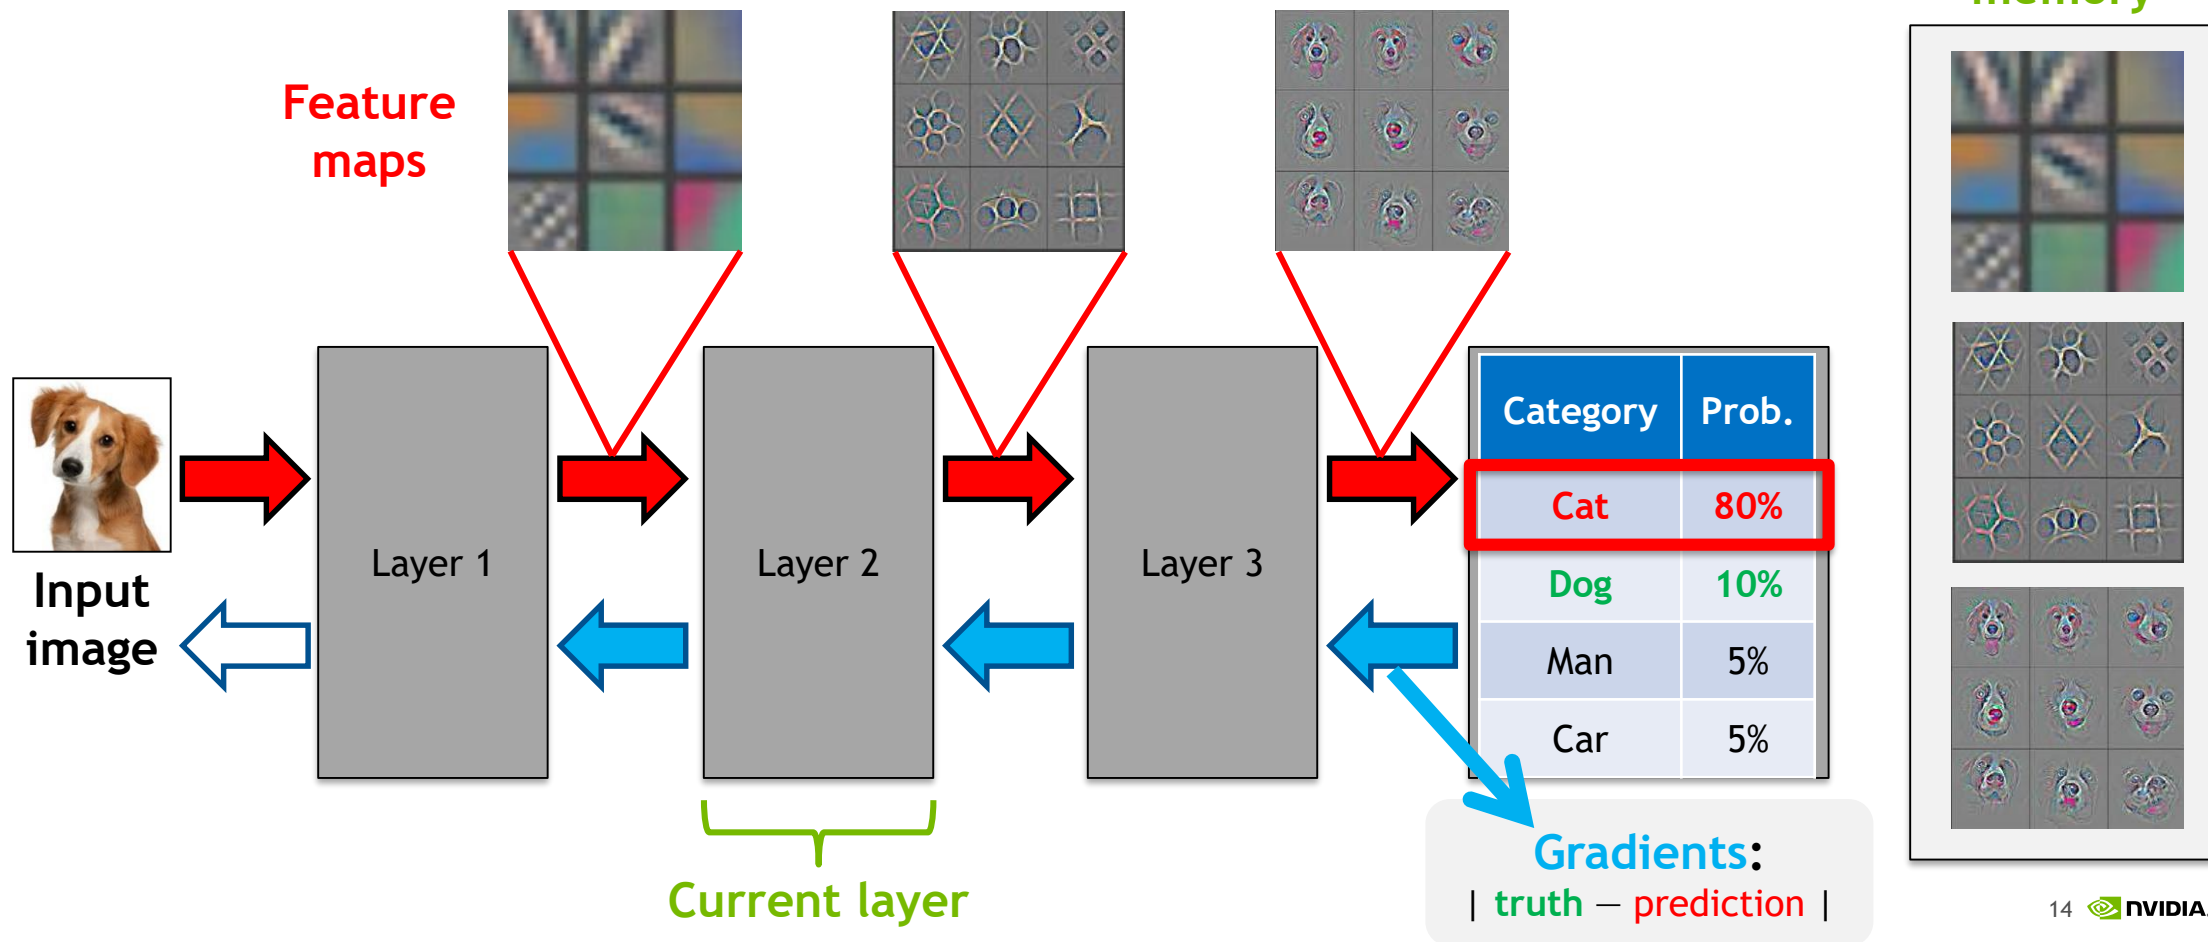 memory
Feature
maps
Input
image
Layer 1
Layer 2
Layer 3
Category Prob.
Cat 80%
Dog 10%
Man 5%
Car 5%
Current layer
Gradients:
| truth — prediction |
14 NVIDIA.